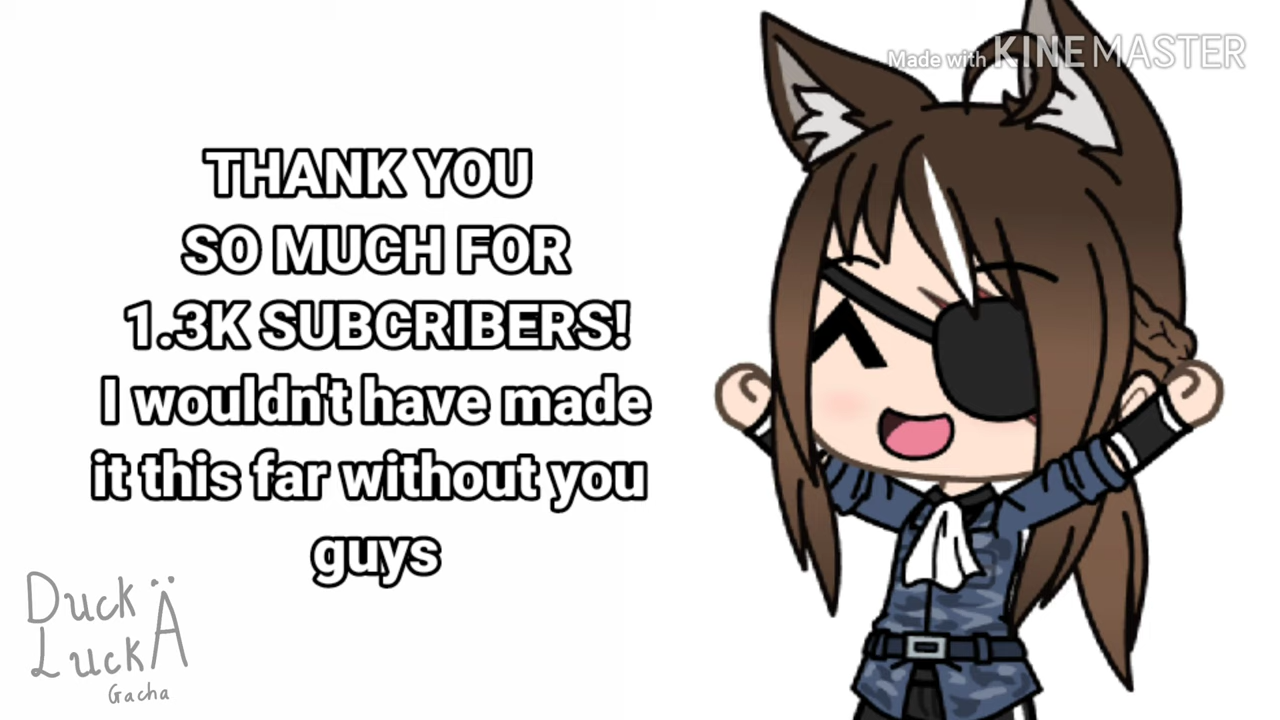 Made with KINEMASTER
THANK YOU
SO MUCH FOR
1.3K SUBCRIBERS!
I wouldn't have made
it this far without you
guys
Duck Ä
Luck
Gacha